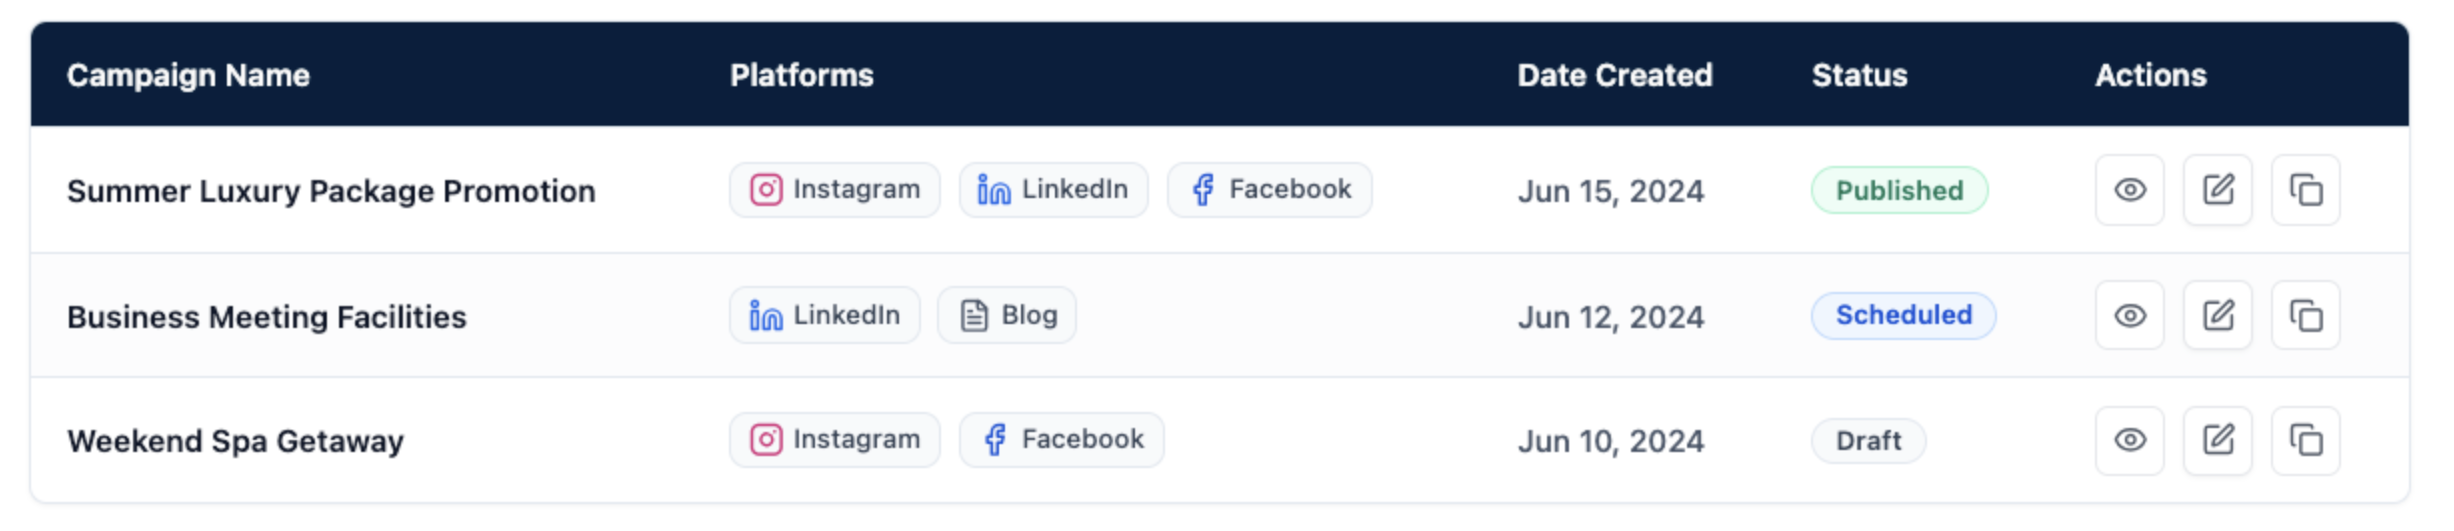 Campaign Name Platforms Date Created Status Actions
Summer Luxury Package Promotion Instagram LinkedIn Facebook Jun 15, 2024 Published
Business Meeting Facilities LinkedIn Blog Jun 12, 2024 Scheduled
Weekend Spa Getaway Instagram Facebook Jun 10, 2024 Draft